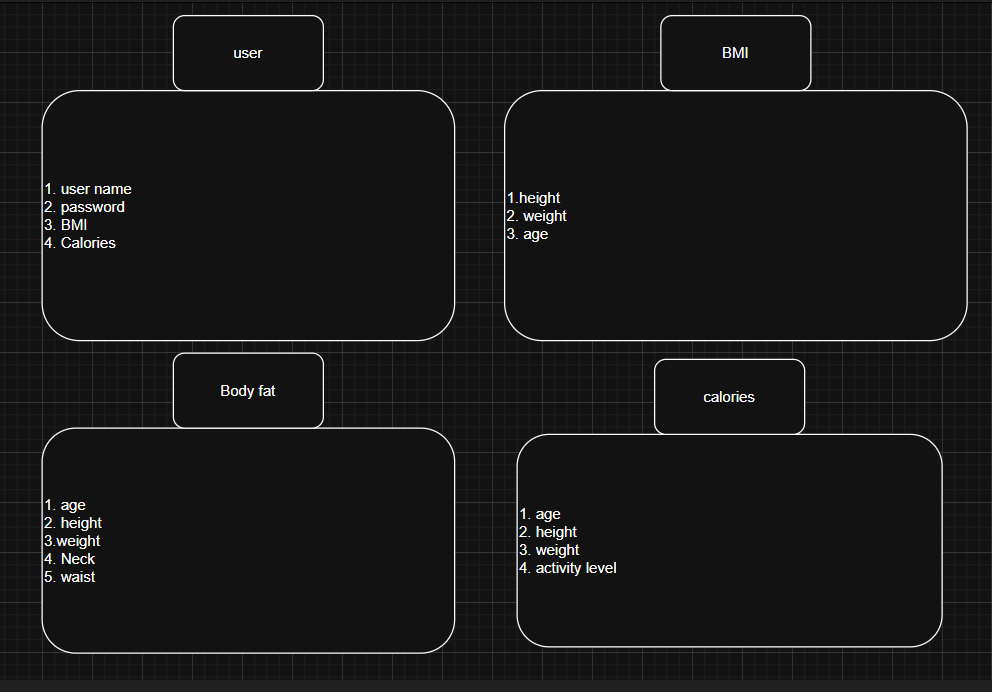 user
1. user name
2. password
3. BMI
4. Calories
BMI
1.height
2. weight
3. age
Body fat
1. age
2. height
3.weight
4. Neck
5. waist
calories
1. age
2. height
3. weight
4. activity level